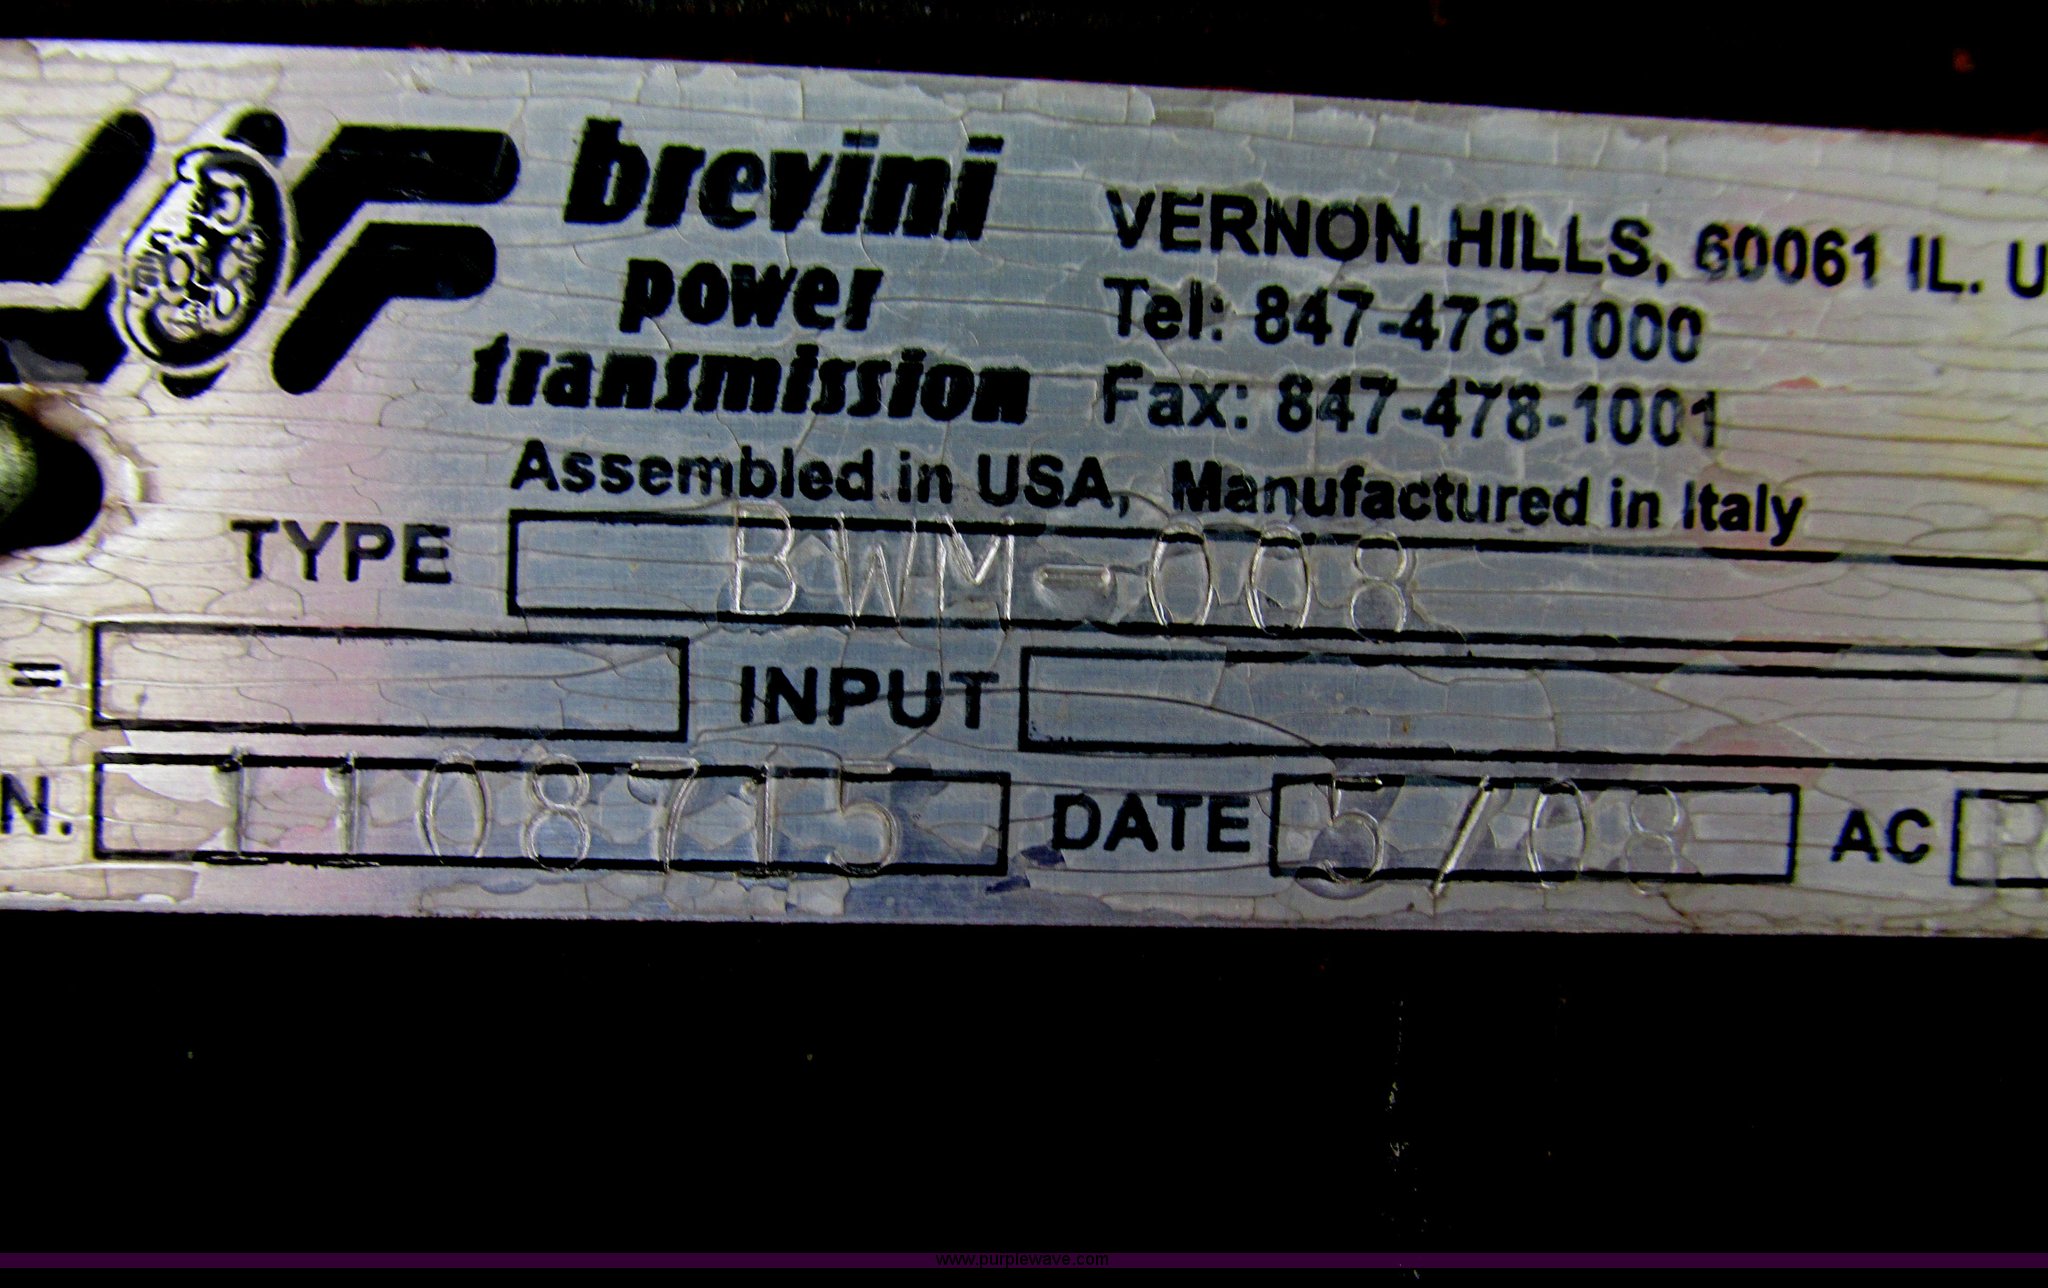 brevini
power
transmission
VERNON HILLS, 60061 IL. U
Tel: 847-478-1000
Fax: 847-478-1001
Assembled in USA, Manufactured in Italy
TYPE BWM-008
= INPUT
N. 1108715 DATE 5/08 AC
www.purplewave.com